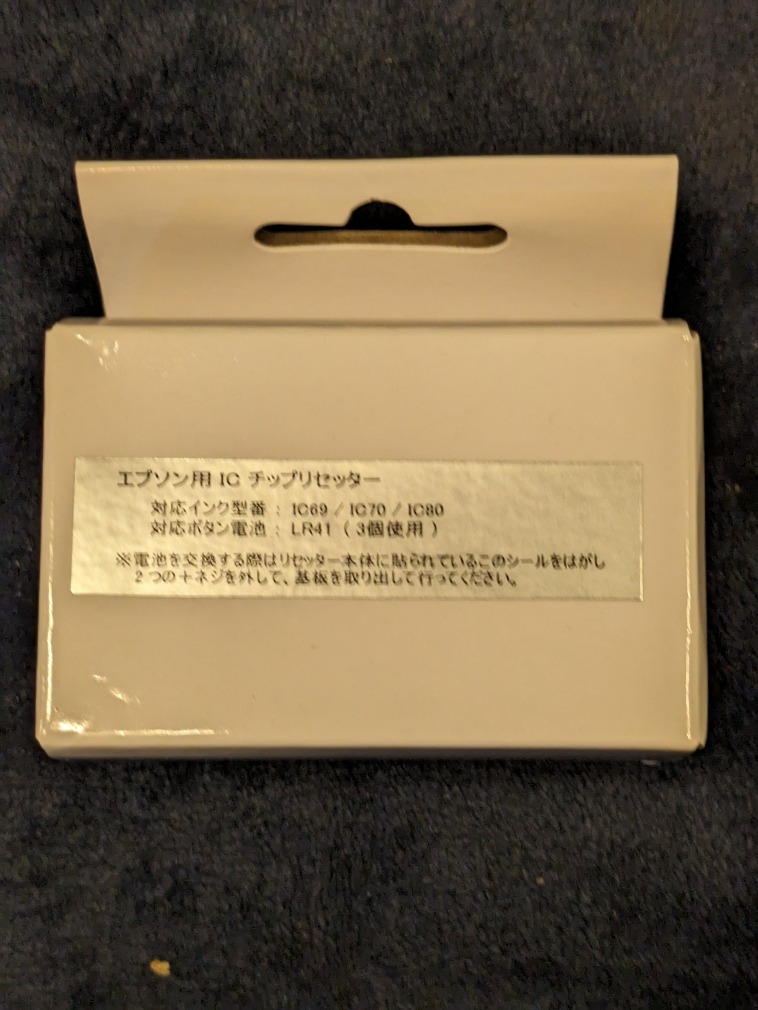 エプソン用 IC チップリセッター
対応インク型番 : IC69 / IC70 / IC80
対応ボタン電池 : LR41 ( 3個使用 )
※電池を交換する際はリセッター本体に貼られているこのシールをはがし
2つの+ネジを外して、基板を取り出して行ってください。